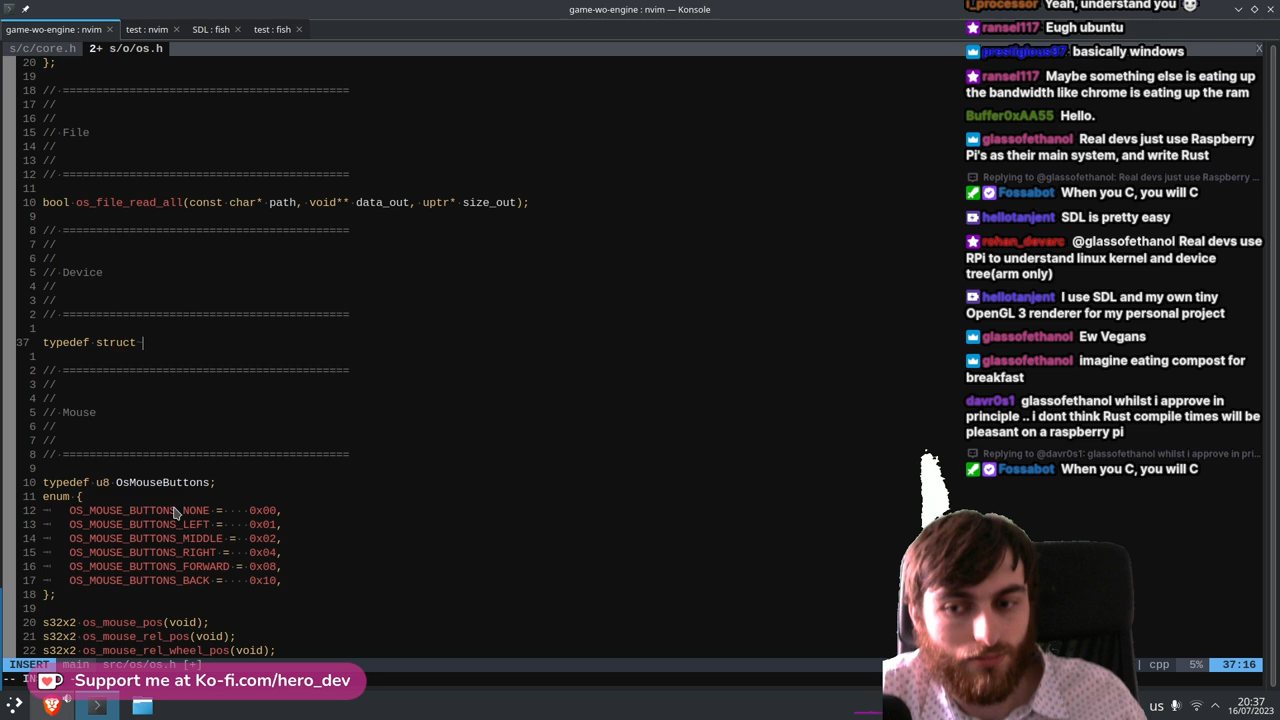 game-wo-engine : nvim — Konsole
game-wo-engine : nvim
test : nvim
SDL : fish
test : fish
s/c/core.h 2+ s/o/os.h X
20 };
19
18 // ===========================================
17 //
16 //
15 // File
14 //
13 //
12 // ===========================================
11
10 bool os_file_read_all(const char* path, void** data_out, uptr* size_out);
9
8 // ===========================================
7 //
6 //
5 // Device
4 //
3 //
2 // ===========================================
1
37 typedef struct
1
2 // ===========================================
3 //
4 //
5 // Mouse
6 //
7 //
8 // ===========================================
9
10 typedef u8 OsMouseButtons;
11 enum {
12 OS_MOUSE_BUTTONS_NONE = 0x00,
13 OS_MOUSE_BUTTONS_LEFT = 0x01,
14 OS_MOUSE_BUTTONS_MIDDLE = 0x02,
15 OS_MOUSE_BUTTONS_RIGHT = 0x04,
16 OS_MOUSE_BUTTONS_FORWARD = 0x08,
17 OS_MOUSE_BUTTONS_BACK = 0x10,
18 };
19
20 s32x2 os_mouse_pos(void);
21 s32x2 os_mouse_rel_pos(void);
22 s32x2 os_mouse_rel_wheel_pos(void);
INSERT main src/os/os.h [+] | cpp 5% 37:16
-- IN
Support me at Ko-fi.com/hero_dev
us
20:37
16/07/2023
i_processor Yeah, understand you
ransel117 Eugh ubuntu
basically windows
ransel117 Maybe something else is eating up
the bandwidth like chrome is eating up the ram
Buffer0xAA55 Hello.
glassofethanol Real devs just use Raspberry
Pi's as their main system, and write Rust
Replying to @glassofethanol: Real devs just use Raspberry ...
Fossabot When you C, you will C
hellotanjent SDL is pretty easy
rohan_devarc @glassofethanol Real devs use
RPi to understand linux kernel and device
tree(arm only)
hellotanjent I use SDL and my own tiny
OpenGL 3 renderer for my personal project
glassofethanol Ew Vegans
glassofethanol imagine eating compost for
breakfast
davr0s1 glassofethanol whilst i approve in
principle .. i dont think Rust compile times will be
pleasant on a raspberry pi
Replying to @davr0s1: glassofethanol whilst i approve in pri...
Fossabot When you C, you will C